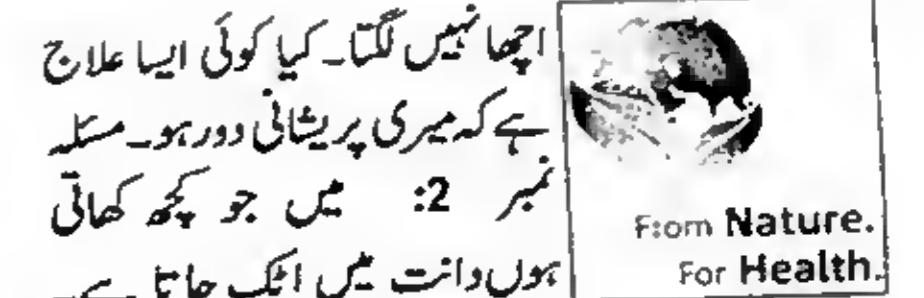 اچھا نہیں لگتا۔ کیا کوئی ایسا علاج
ہے کہ میری پریشانی دور ہو۔ مسئلہ
نمبر 2: میں جو کچھ کھاتی
ہوں دانت میں اٹک جاتا ہے۔
From Nature.
For Health.